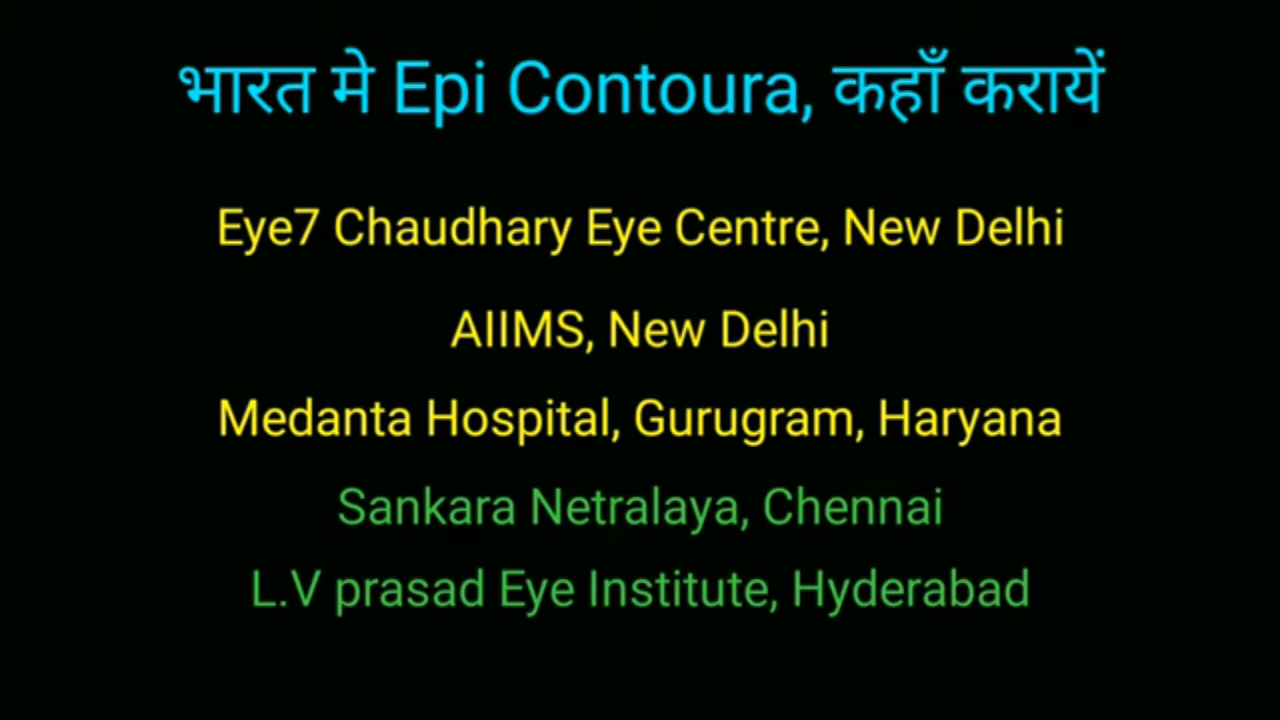 भारत मे Epi Contoura, कहाँ करायें
Eye7 Chaudhary Eye Centre, New Delhi
AIIMS, New Delhi
Medanta Hospital, Gurugram, Haryana
Sankara Netralaya, Chennai
L.V prasad Eye Institute, Hyderabad